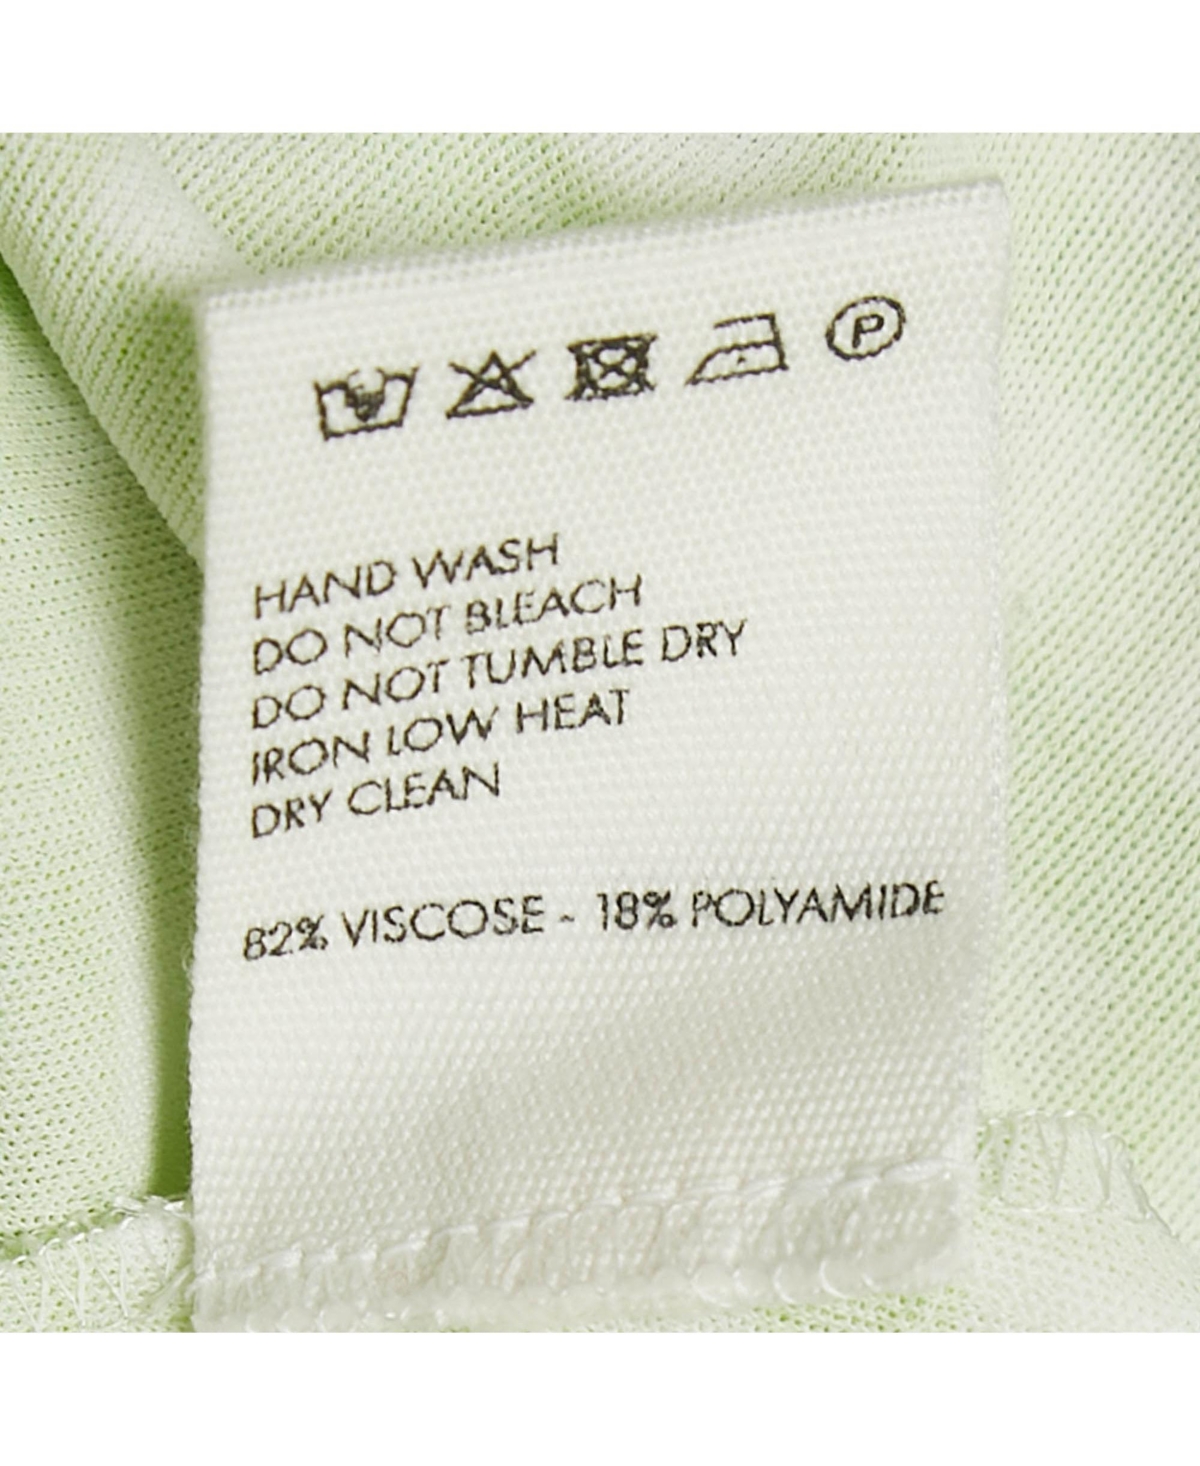 P
HAND WASH
DO NOT BLEACH
DO NOT TUMBLE DRY
IRON LOW HEAT
DRY CLEAN
82% VISCOSE - 18% POLYAMIDE